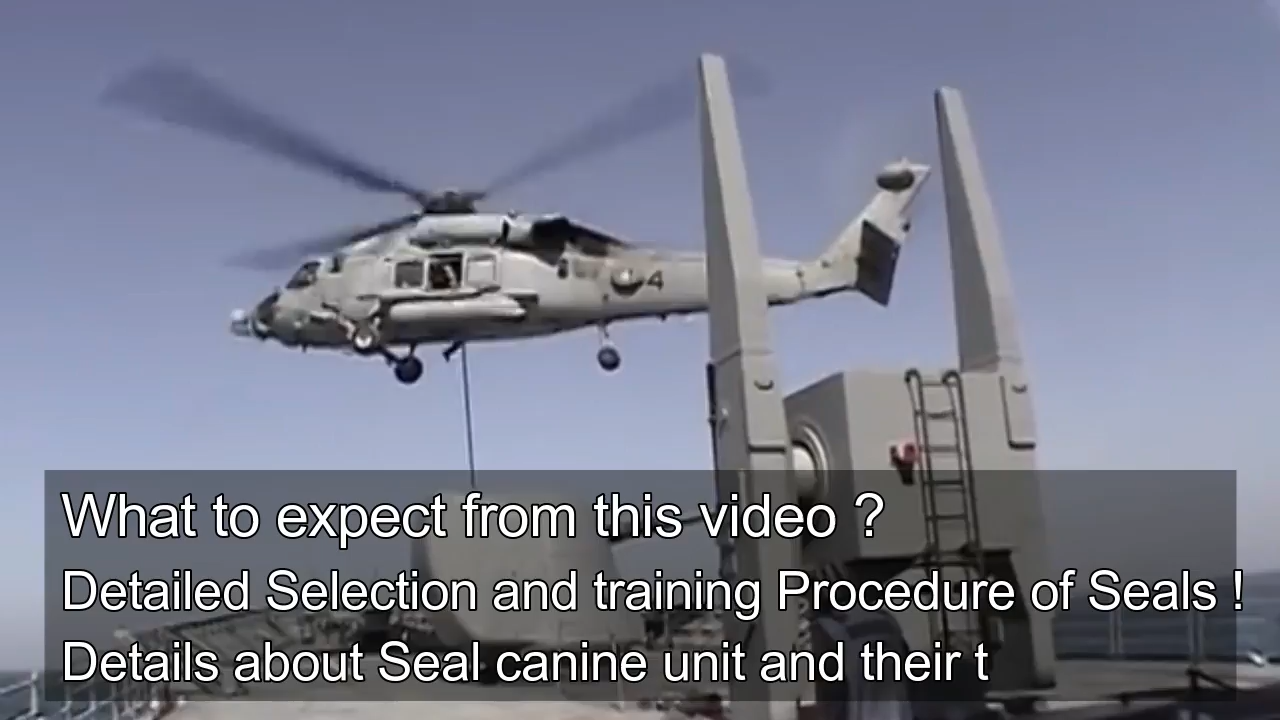 4
What to expect from this video ?
Detailed Selection and training Procedure of Seals !
Details about Seal canine unit and their t